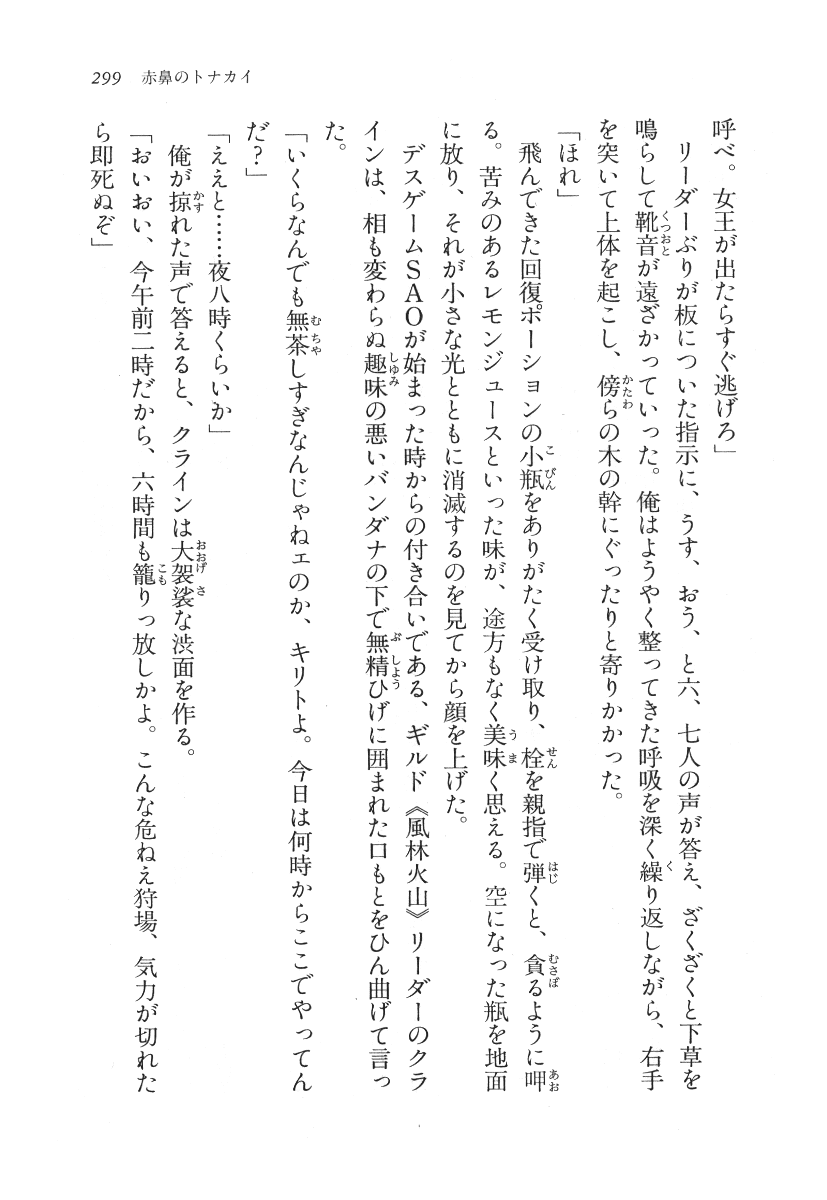 299 赤鼻のトナカイ
呼べ。女王が出たらすぐ逃げろ」
　リーダーぶりが板についた指示に、うす、おう、と六、七人の声が答え、ざくざくと下草を
鳴らして靴音が遠ざかっていった。俺はようやく整ってきた呼吸を深く繰り返しながら、右手
を突いて上体を起こし、傍らの木の幹にぐったりと寄りかかった。
「ほれ」
　飛んできた回復ポーションの小瓶をありがたく受け取り、栓を親指で弾くと、貪るように呷
る。苦みのあるレモンジュースといった味が、途方もなく美味く思える。空になった瓶を地面
に放り、それが小さな光とともに消滅するのを見てから顔を上げた。
　デスゲームＳＡＯが始まった時からの付き合いである、ギルド《風林火山》リーダーのクラ
インは、相も変わらぬ趣味の悪いバンダナの下で無精ひげに囲まれた口もとをひん曲げて言っ
た。
「いくらなんでも無茶しすぎなんじゃねェのか、キリトよ。今日は何時からここでやってん
だ？」
「ええと……夜八時くらいか」
　俺が掠れた声で答えると、クラインは大袈裟な渋面を作る。
「おいおい、今午前二時だから、六時間も籠りっ放しかよ。こんな危ねえ狩場、気力が切れた
ら即死ぬぞ」